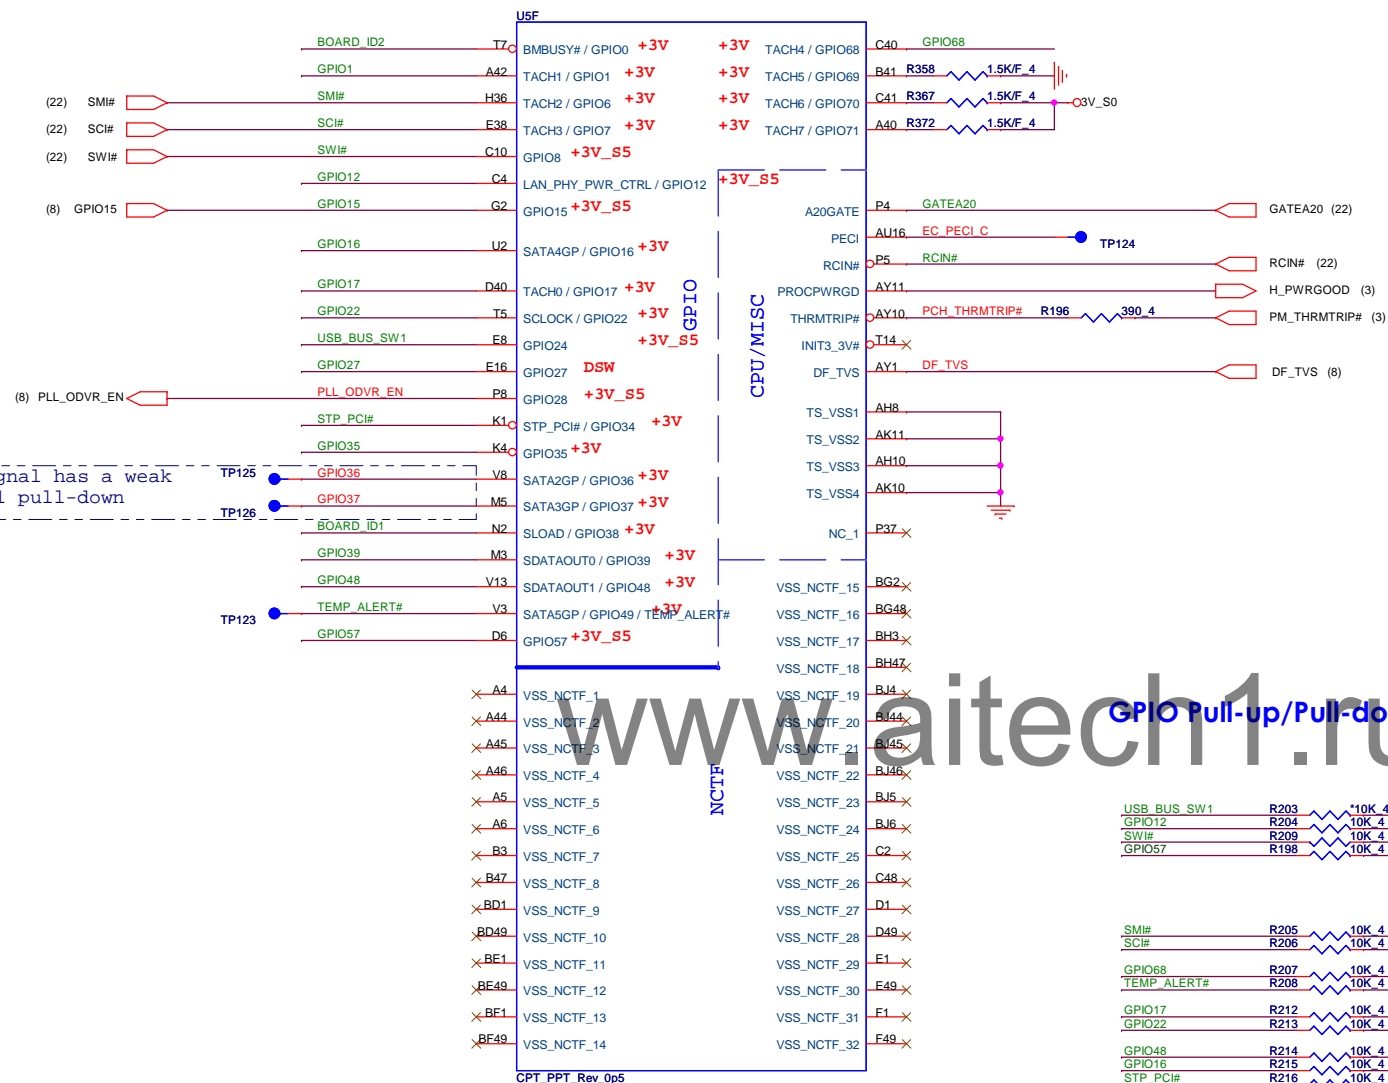 U5F
BOARD_ID2 T7 BMBUSY# / GPIO0 +3V +3V TACH4 / GPIO68 C40 GPIO68
GPIO1 A42 TACH1 / GPIO1 +3V +3V TACH5 / GPIO69 B41 R358 1.5K/F_4
(22) SMI# SMI# H36 TACH2 / GPIO6 +3V +3V TACH6 / GPIO70 C41 R367 1.5K/F_4 3V_S0
(22) SCI# SCI# E38 TACH3 / GPIO7 +3V +3V TACH7 / GPIO71 A40 R372 1.5K/F_4
(22) SWI# SWI# C10 GPIO8 +3V_S5
GPIO12 C4 LAN_PHY_PWR_CTRL / GPIO12 +3V_S5
(8) GPIO15 GPIO15 G2 GPIO15 +3V_S5 A20GATE P4 GATEA20 GATEA20 (22)
PECI AU16 EC_PECI_C TP124
GPIO16 U2 SATA4GP / GPIO16 +3V
RCIN# P5 RCIN# RCIN# (22)
GPIO17 D40 TACH0 / GPIO17 +3V PROCPWRGD AY11 H_PWRGOOD (3)
GPIO22 T5 SCLOCK / GPIO22 +3V THRMTRIP# AY10 PCH_THRMTRIP# R196 390_4 PM_THRMTRIP# (3)
GPIO
CPU/MISC
USB_BUS_SW1 E8 GPIO24 +3V_S5 INIT3_3V# T14
GPIO27 E16 GPIO27 DSW DF_TVS AY1 DF_TVS DF_TVS (8)
(8) PLL_ODVR_EN PLL_ODVR_EN P8 GPIO28 +3V_S5
STP_PCI# K1 STP_PCI# / GPIO34 +3V TS_VSS1 AH8
GPIO35 K4 GPIO35 +3V TS_VSS2 AK11
gnal has a weak TP125 GPIO36 V8 SATA2GP / GPIO36 +3V TS_VSS3 AH10
l pull-down TP126 GPIO37 M5 SATA3GP / GPIO37 +3V TS_VSS4 AK10
BOARD_ID1 N2 SLOAD / GPIO38 +3V NC_1 P37
GPIO39 M3 SDATAOUT0 / GPIO39 +3V
GPIO48 V13 SDATAOUT1 / GPIO48 +3V VSS_NCTF_15 BG2
TP123 TEMP_ALERT# V3 SATA5GP / GPIO49 / TEMP_ALERT# +3V VSS_NCTF_16 BG48
GPIO57 D6 GPIO57 +3V_S5 VSS_NCTF_17 BH3
VSS_NCTF_18 BH47
A4 VSS_NCTF_1 VSS_NCTF_19 BJ4
A44 VSS_NCTF_2 VSS_NCTF_20 BJ44
www.aitech1.ru
GPIO Pull-up/Pull-do
A45 VSS_NCTF_3 VSS_NCTF_21 BJ45
A46 VSS_NCTF_4 VSS_NCTF_22 BJ46
NCTF
A5 VSS_NCTF_5 VSS_NCTF_23 BJ5
A6 VSS_NCTF_6 VSS_NCTF_24 BJ6
B3 VSS_NCTF_7 VSS_NCTF_25 C2
B47 VSS_NCTF_8 VSS_NCTF_26 C48
BD1 VSS_NCTF_9 VSS_NCTF_27 D1
BD49 VSS_NCTF_10 VSS_NCTF_28 D49
BE1 VSS_NCTF_11 VSS_NCTF_29 E1
BE49 VSS_NCTF_12 VSS_NCTF_30 E49
BF1 VSS_NCTF_13 VSS_NCTF_31 F1
BF49 VSS_NCTF_14 VSS_NCTF_32 F49
CPT_PPT_Rev_0p5
USB_BUS_SW1 R203 *10K_4
GPIO12 R204 10K_4
SWI# R209 10K_4
GPIO57 R198 10K_4
SMI# R205 10K_4
SCI# R206 10K_4
GPIO68 R207 10K_4
TEMP_ALERT# R208 10K_4
GPIO17 R212 10K_4
GPIO22 R213 10K_4
GPIO48 R214 10K_4
GPIO16 R215 10K_4
STP_PCI# R216 10K_4